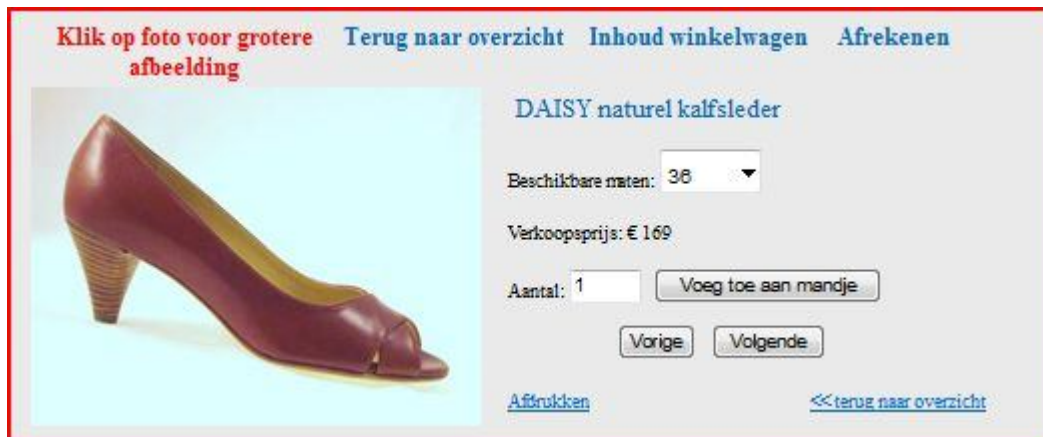 Klik op foto voor grotere
afbeelding
Terug naar overzicht
Inhoud winkelwagen
Afrekenen
DAISY naturel kalfsleder
Beschikbare maten: 36
Verkoopsprijs: € 169
Aantal: 1 Voeg toe aan mandje
Vorige Volgende
Afdrukken <<terug naar overzicht